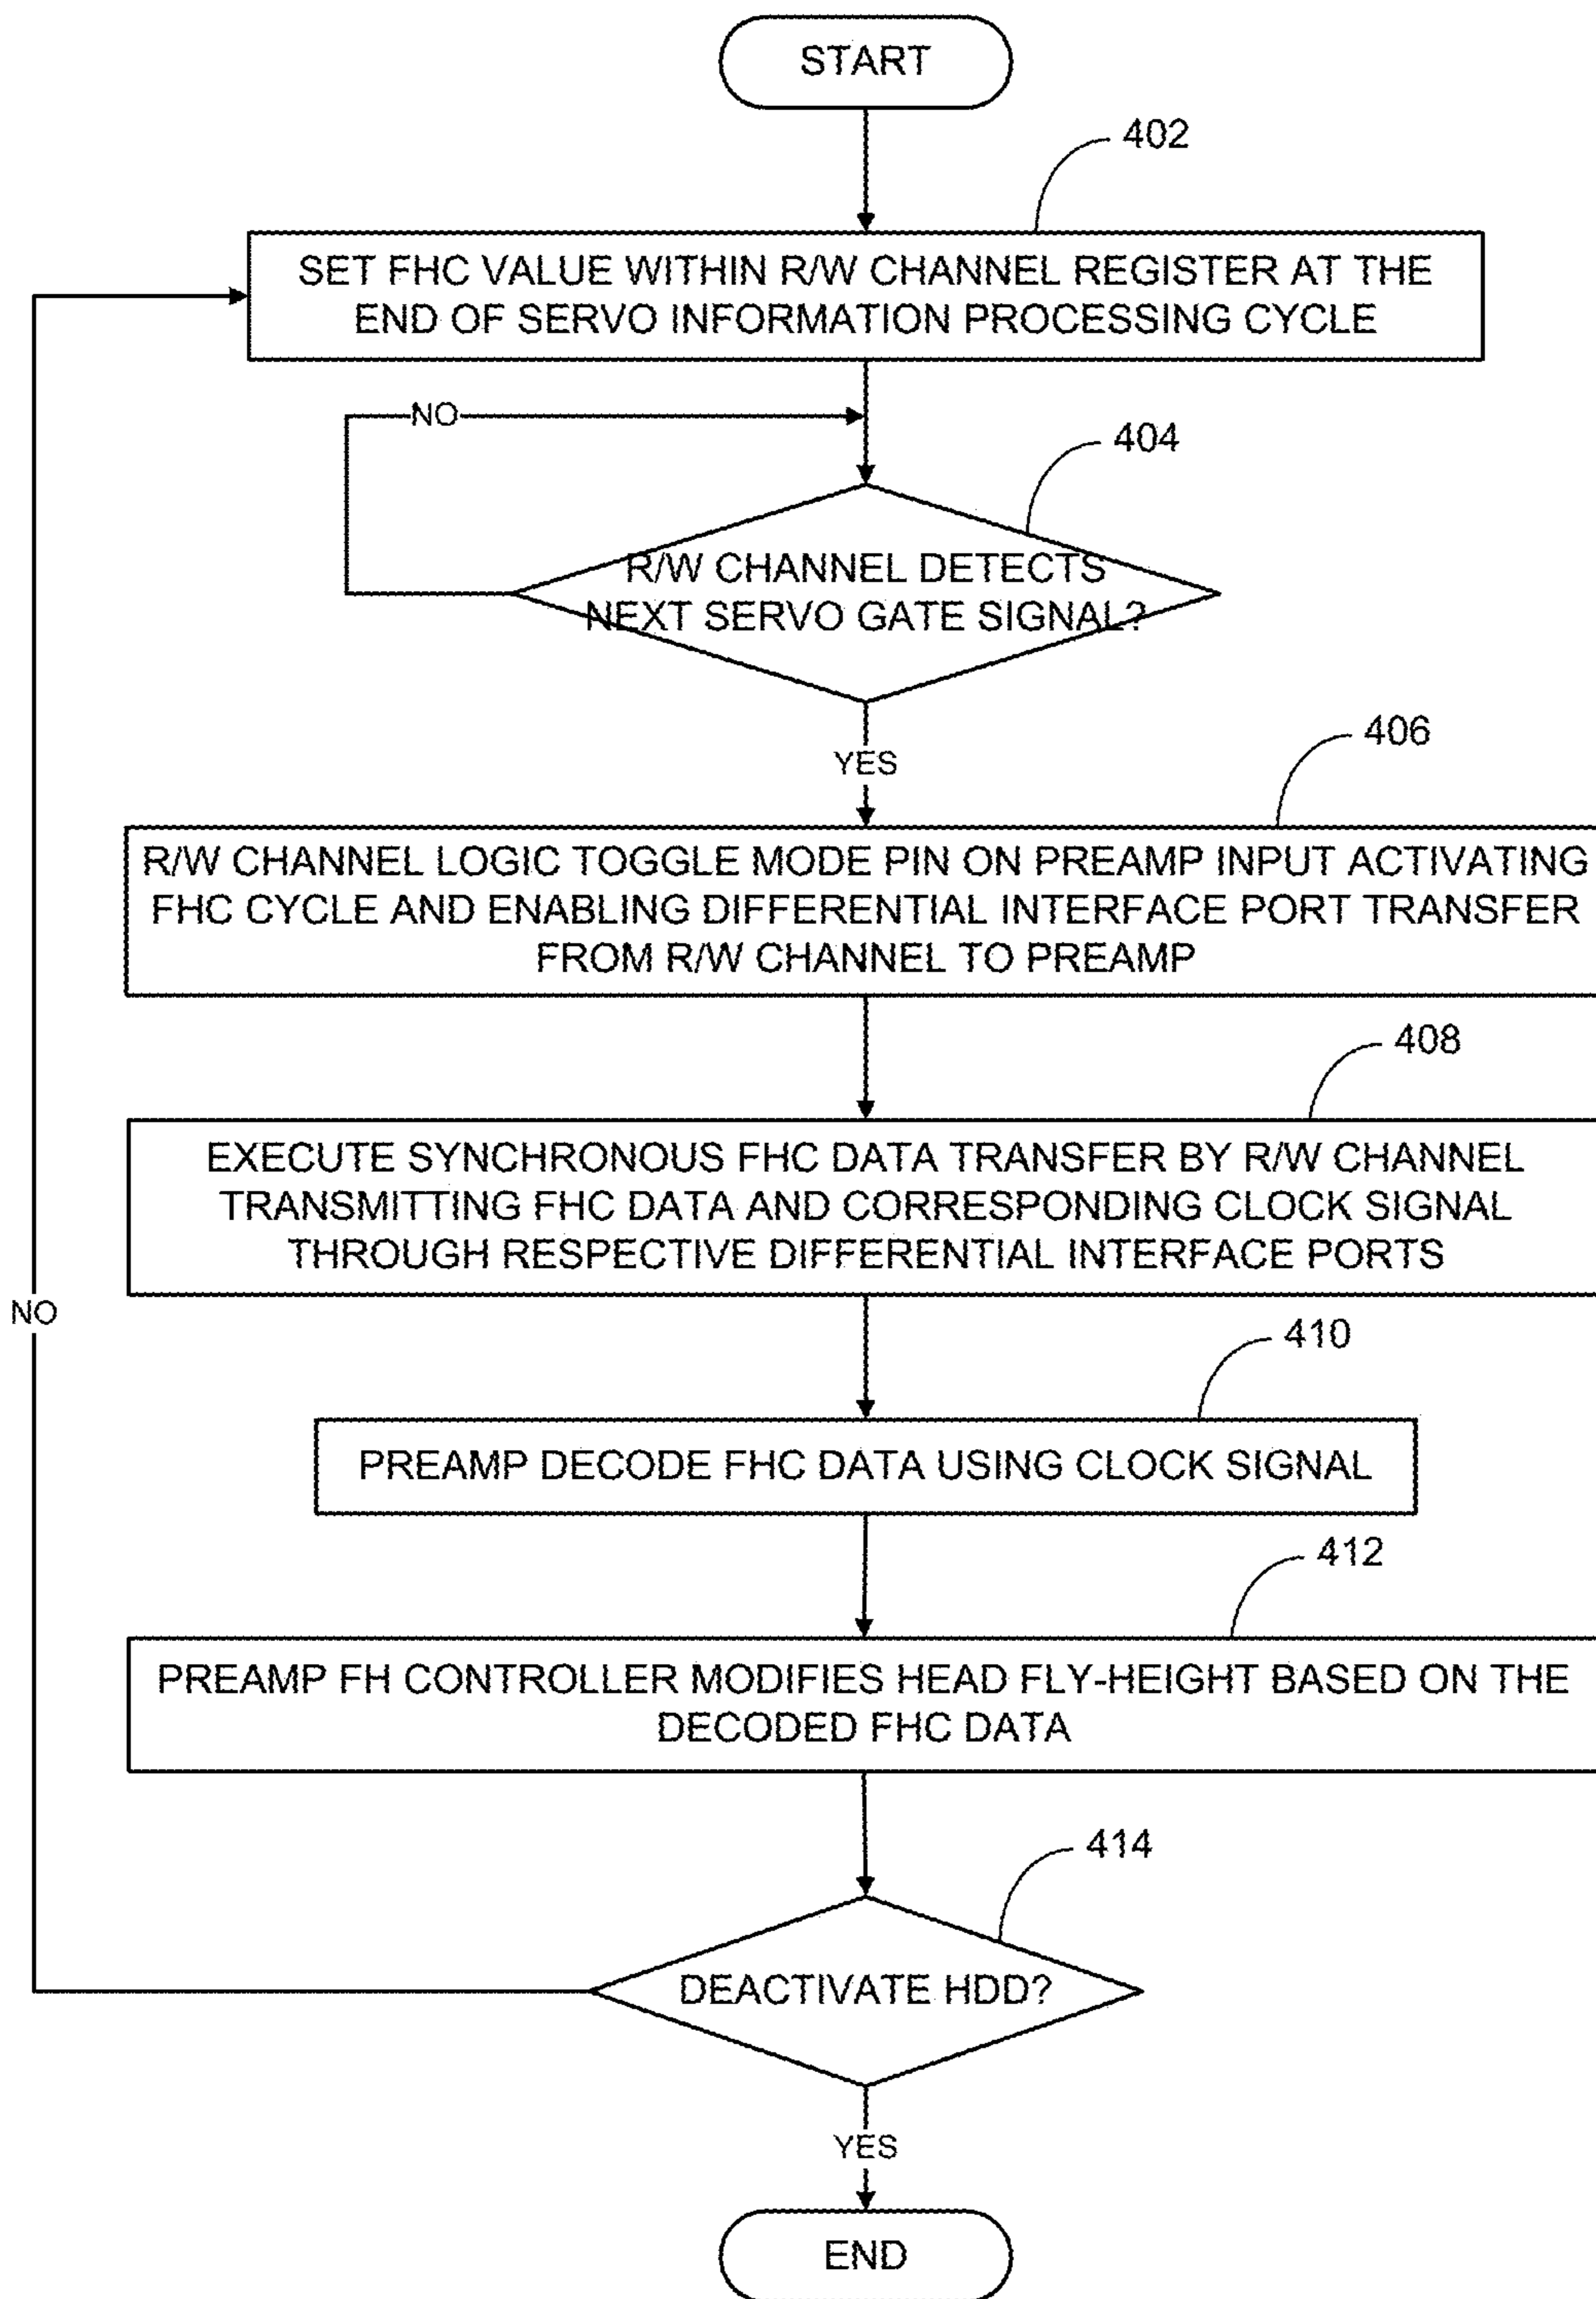 START
402
SET FHC VALUE WITHIN R/W CHANNEL REGISTER AT THE
END OF SERVO INFORMATION PROCESSING CYCLE
NO
404
R/W CHANNEL DETECTS
NEXT SERVO GATE SIGNAL?
YES
406
R/W CHANNEL LOGIC TOGGLE MODE PIN ON PREAMP INPUT ACTIVATING
FHC CYCLE AND ENABLING DIFFERENTIAL INTERFACE PORT TRANSFER
FROM R/W CHANNEL TO PREAMP
408
EXECUTE SYNCHRONOUS FHC DATA TRANSFER BY R/W CHANNEL
TRANSMITTING FHC DATA AND CORRESPONDING CLOCK SIGNAL
THROUGH RESPECTIVE DIFFERENTIAL INTERFACE PORTS
NO
410
PREAMP DECODE FHC DATA USING CLOCK SIGNAL
412
PREAMP FH CONTROLLER MODIFIES HEAD FLY-HEIGHT BASED ON THE
DECODED FHC DATA
414
DEACTIVATE HDD?
YES
END